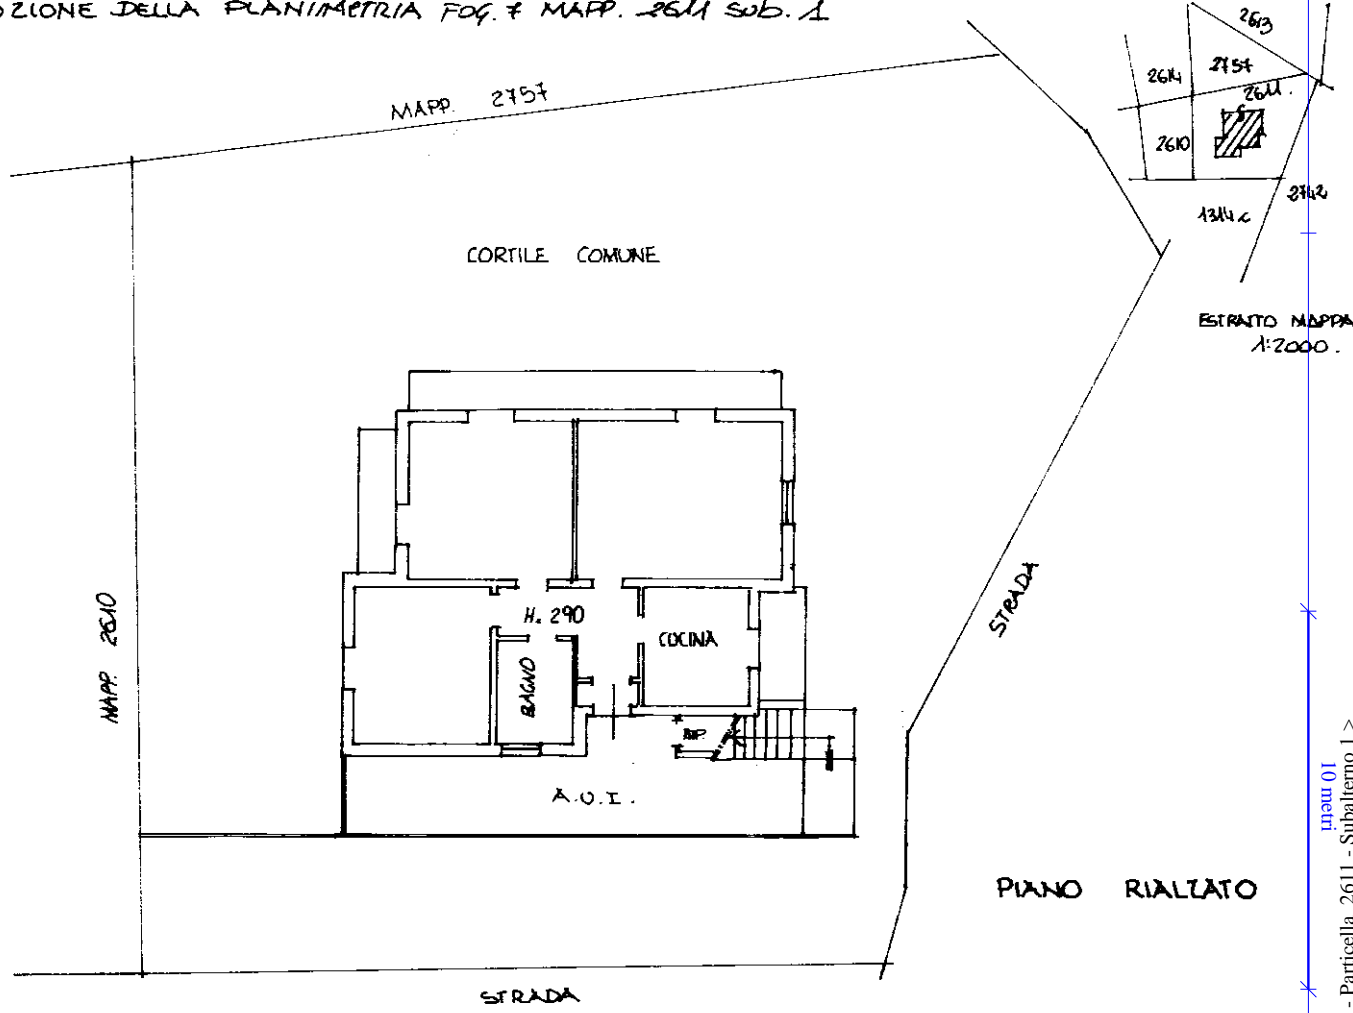 DELLA PLANIMETRIA FOG. 7 MAPP. 2611 SUB. 1
2613
2614
2757
2611.
2610
2742
1314 c
ESTRATTO MAPPA
1:2000.
MAPP. 2757
CORTILE COMUNE
MAPP. 2610
H. 290
COCINA
BAGNO
STRADA
A.U.I.
PIANO RIALZATO
STRADA
10 metri
- Particella 2611 - Subalterno 1 >